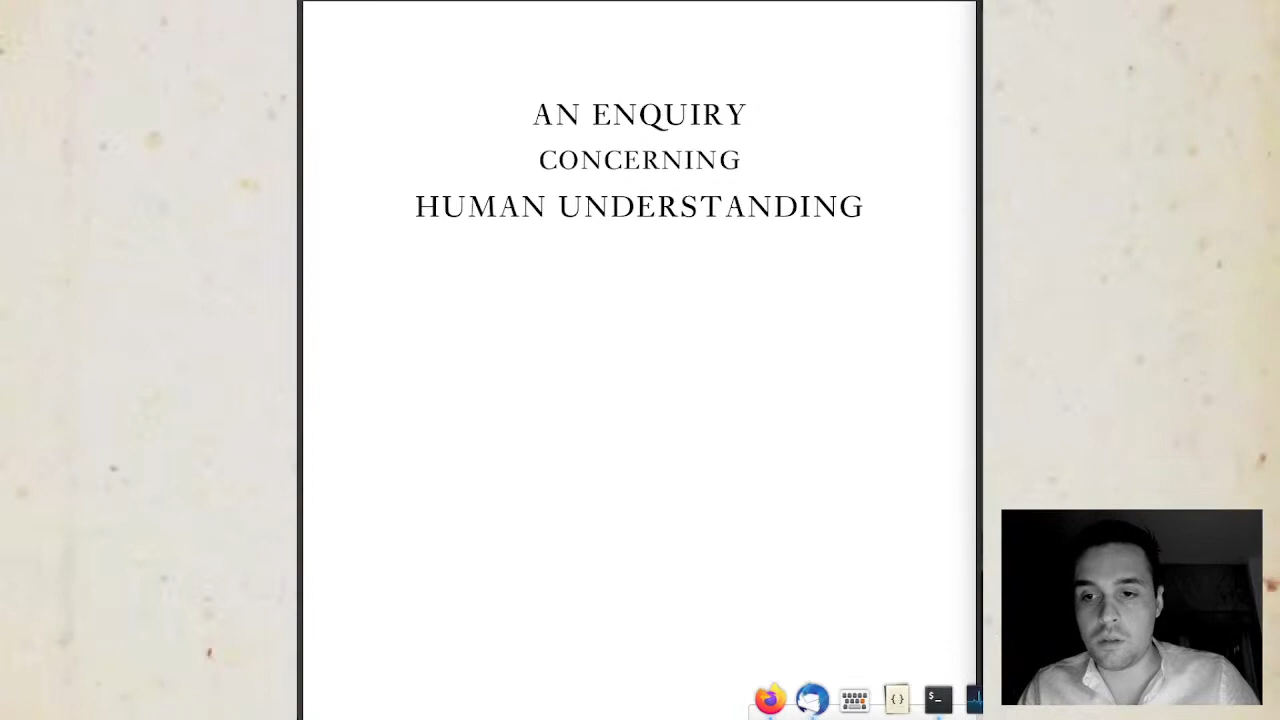 AN ENQUIRY
CONCERNING
HUMAN UNDERSTANDING
{}
$_